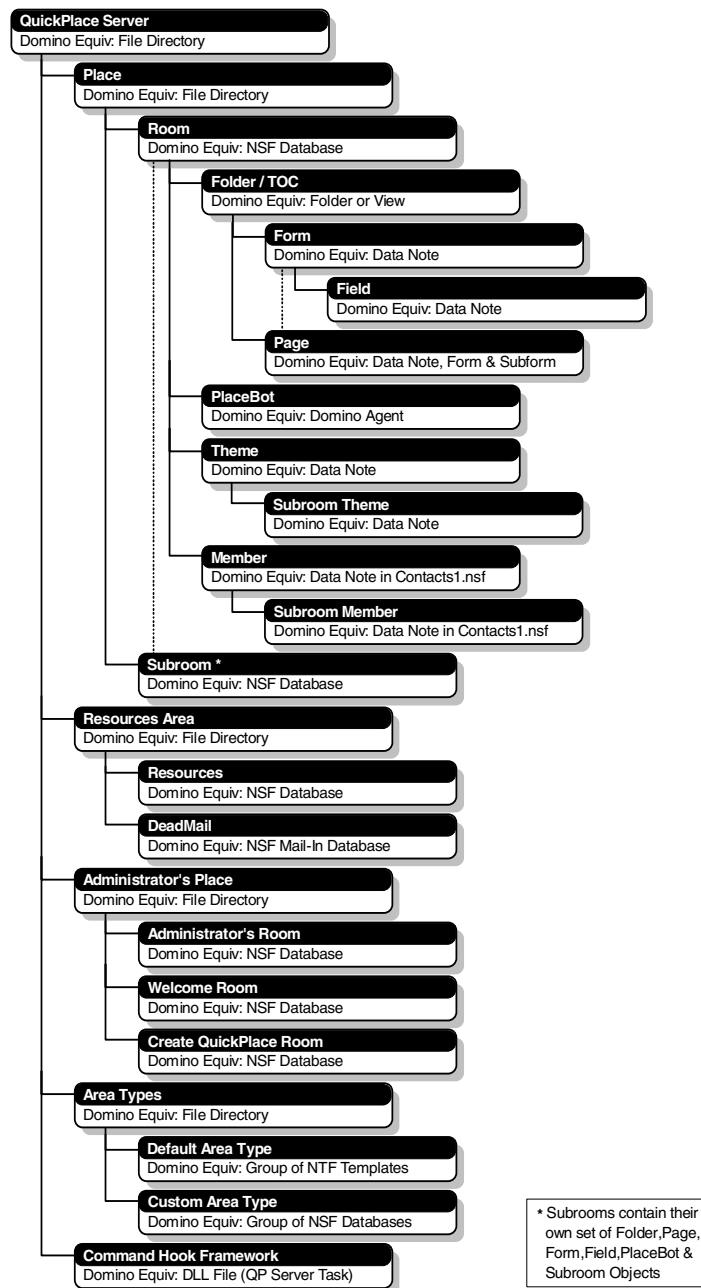 QuickPlace Server
Domino Equiv: File Directory
Place
Domino Equiv: File Directory
Room
Domino Equiv: NSF Database
Folder / TOC
Domino Equiv: Folder or View
Form
Domino Equiv: Data Note
Field
Domino Equiv: Data Note
Page
Domino Equiv: Data Note, Form & Subform
PlaceBot
Domino Equiv: Domino Agent
Theme
Domino Equiv: Data Note
Subroom Theme
Domino Equiv: Data Note
Member
Domino Equiv: Data Note in Contacts1.nsf
Subroom Member
Domino Equiv: Data Note in Contacts1.nsf
Subroom *
Domino Equiv: NSF Database
Resources Area
Domino Equiv: File Directory
Resources
Domino Equiv: NSF Database
DeadMail
Domino Equiv: NSF Mail-In Database
Administrator's Place
Domino Equiv: File Directory
Administrator's Room
Domino Equiv: NSF Database
Welcome Room
Domino Equiv: NSF Database
Create QuickPlace Room
Domino Equiv: NSF Database
Area Types
Domino Equiv: File Directory
Default Area Type
Domino Equiv: Group of NTF Templates
Custom Area Type
Domino Equiv: Group of NSF Databases
Command Hook Framework
Domino Equiv: DLL File (QP Server Task)
* Subrooms contain their
own set of Folder,Page,
Form,Field,PlaceBot &
Subroom Objects